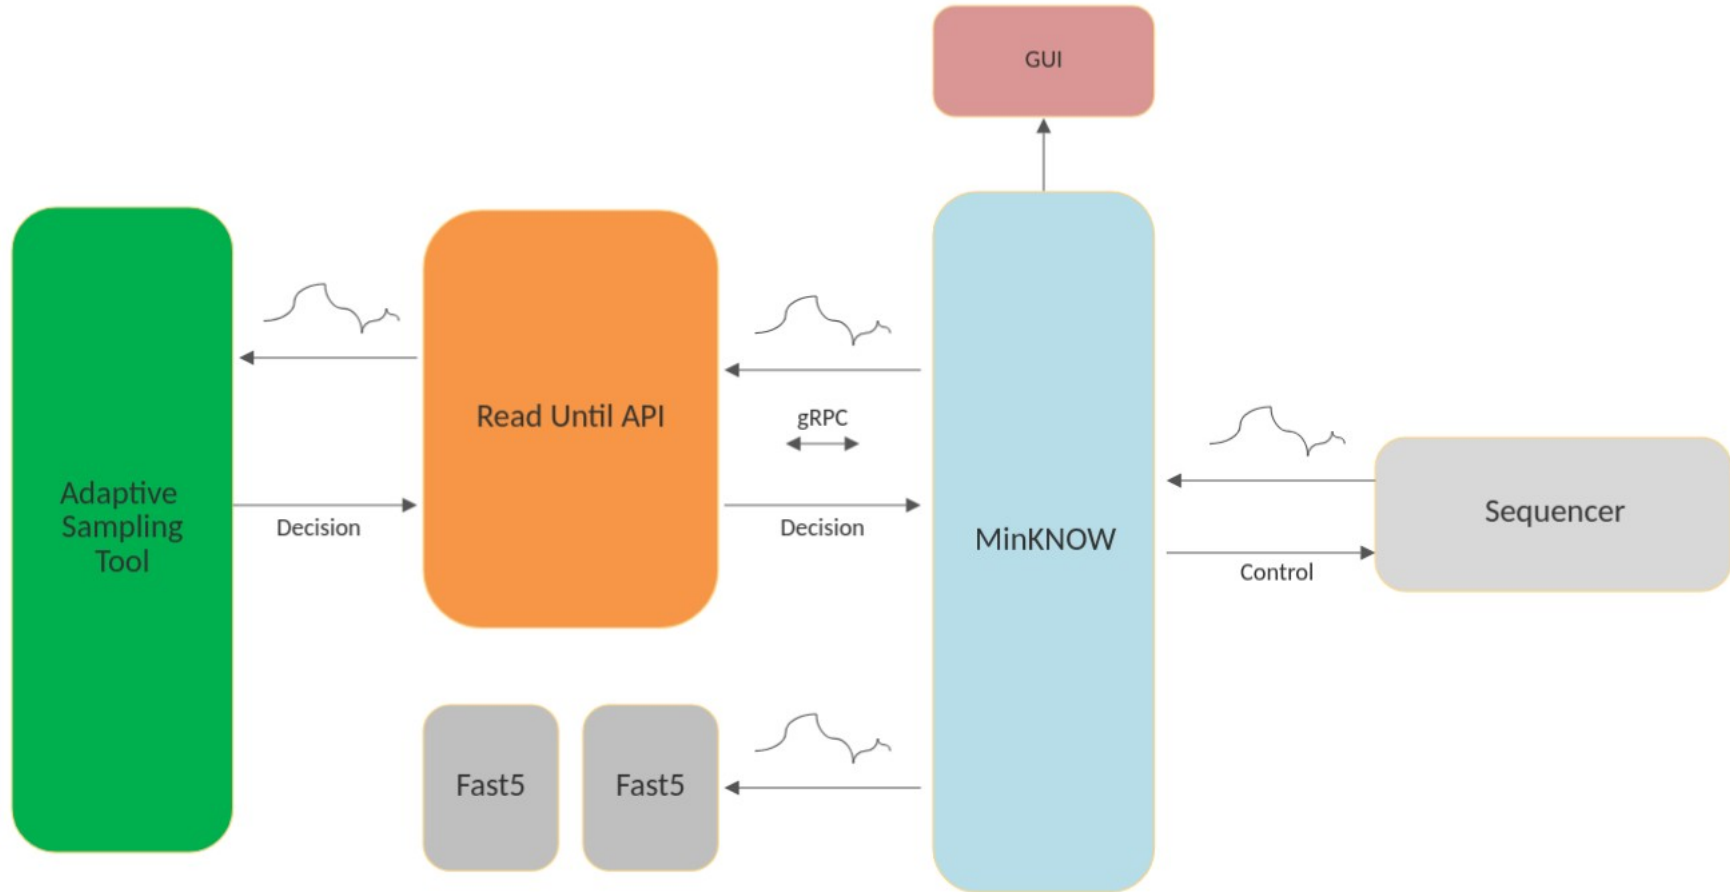 GUI
Read Until API
gRPC
Adaptive
Sampling
Tool
Decision
Decision
MinKNOW
Sequencer
Control
Fast5
Fast5